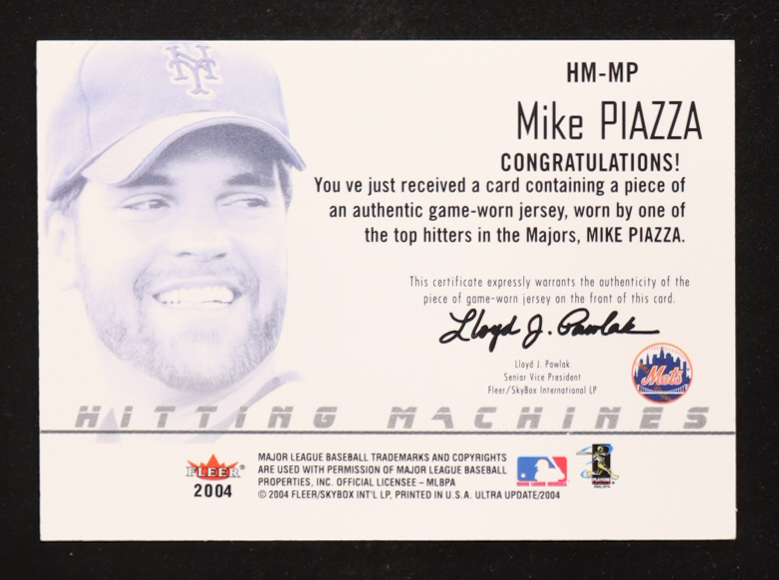 NY
HM-MP
Mike PIAZZA
CONGRATULATIONS!
You ve just received a card containing a piece of
an authentic game-worn jersey, worn by one of
the top hitters in the Majors, MIKE PIAZZA.
This certificate expressly warrants the authenticity of the
piece of game-worn jersey on the front of this card.
Lloyd J. Pawlak
Lloyd J. Pawlak
Senior Vice President
Fleer/SkyBox International LP
Mets
HITTING MACHINES
FLEER
2004
MAJOR LEAGUE BASEBALL TRADEMARKS AND COPYRIGHTS
ARE USED WITH PERMISSION OF MAJOR LEAGUE BASEBALL
PROPERTIES, INC. OFFICIAL LICENSEE – MLBPA
© 2004 FLEER/SKYBOX INT'L LP, PRINTED IN U.S.A. ULTRA UPDATE/2004